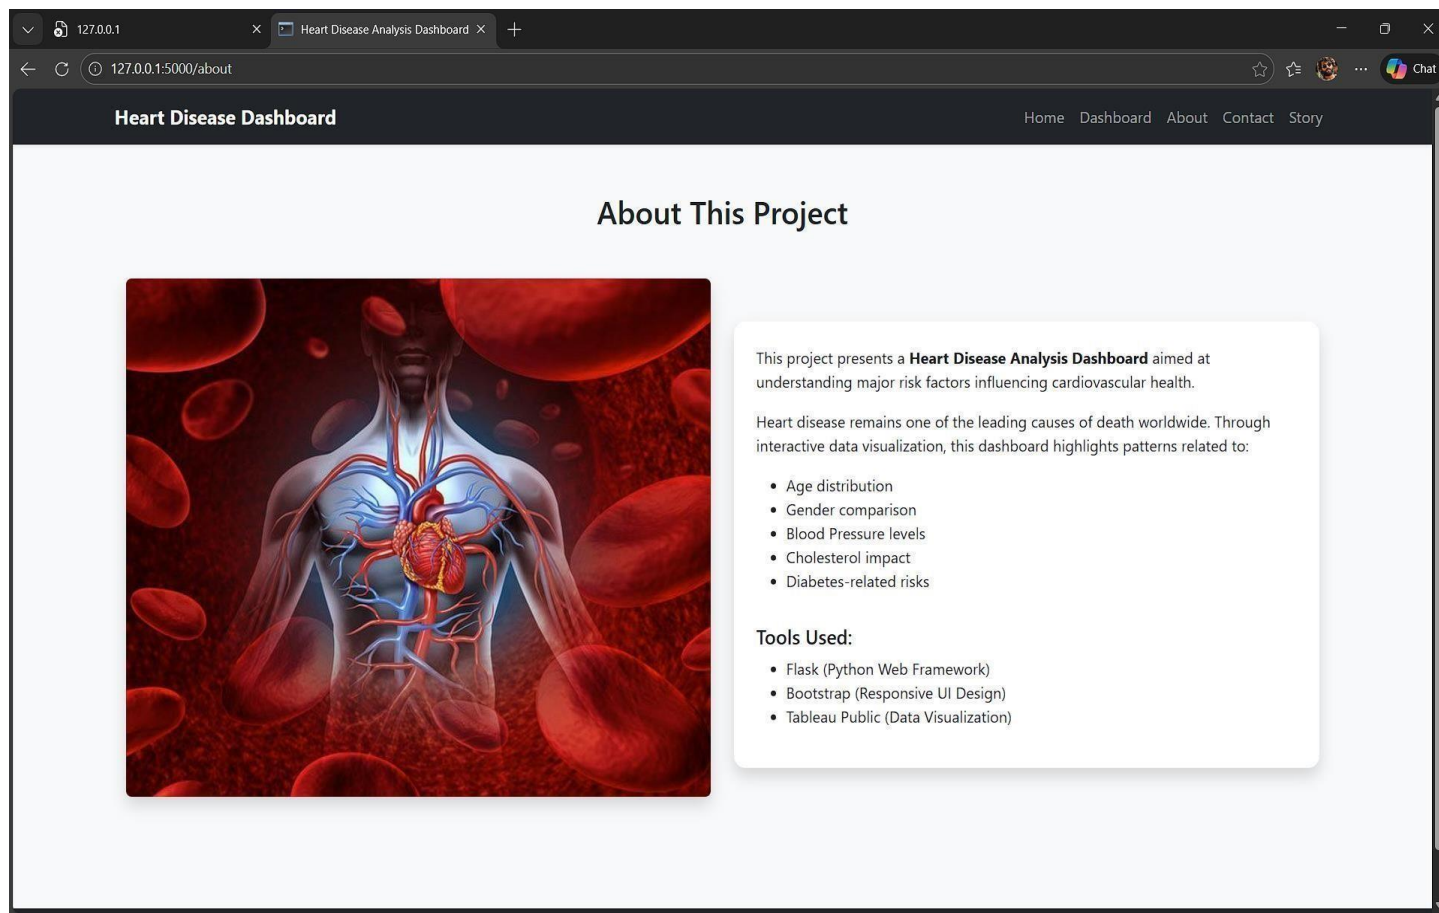 127.0.0.1
Heart Disease Analysis Dashboard
127.0.0.1:5000/about
Chat
Heart Disease Dashboard
Home Dashboard About Contact Story
About This Project
This project presents a Heart Disease Analysis Dashboard aimed at
understanding major risk factors influencing cardiovascular health.
Heart disease remains one of the leading causes of death worldwide. Through
interactive data visualization, this dashboard highlights patterns related to:
• Age distribution
• Gender comparison
• Blood Pressure levels
• Cholesterol impact
• Diabetes-related risks
Tools Used:
• Flask (Python Web Framework)
• Bootstrap (Responsive UI Design)
• Tableau Public (Data Visualization)